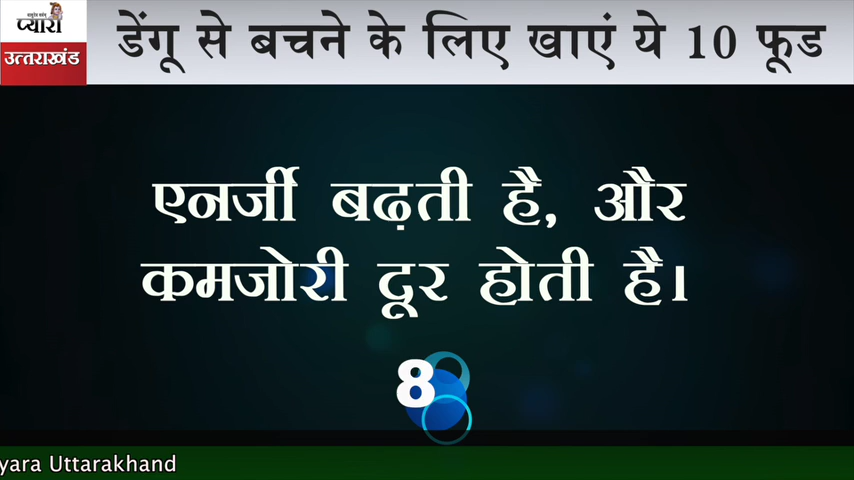 प्यारा
उत्तराखंड
डेंगू से बचने के लिए खाएं ये 10 फूड
एनर्जी बढ़ती है, और
कमजोरी दूर होती है।
8
yara Uttarakhand